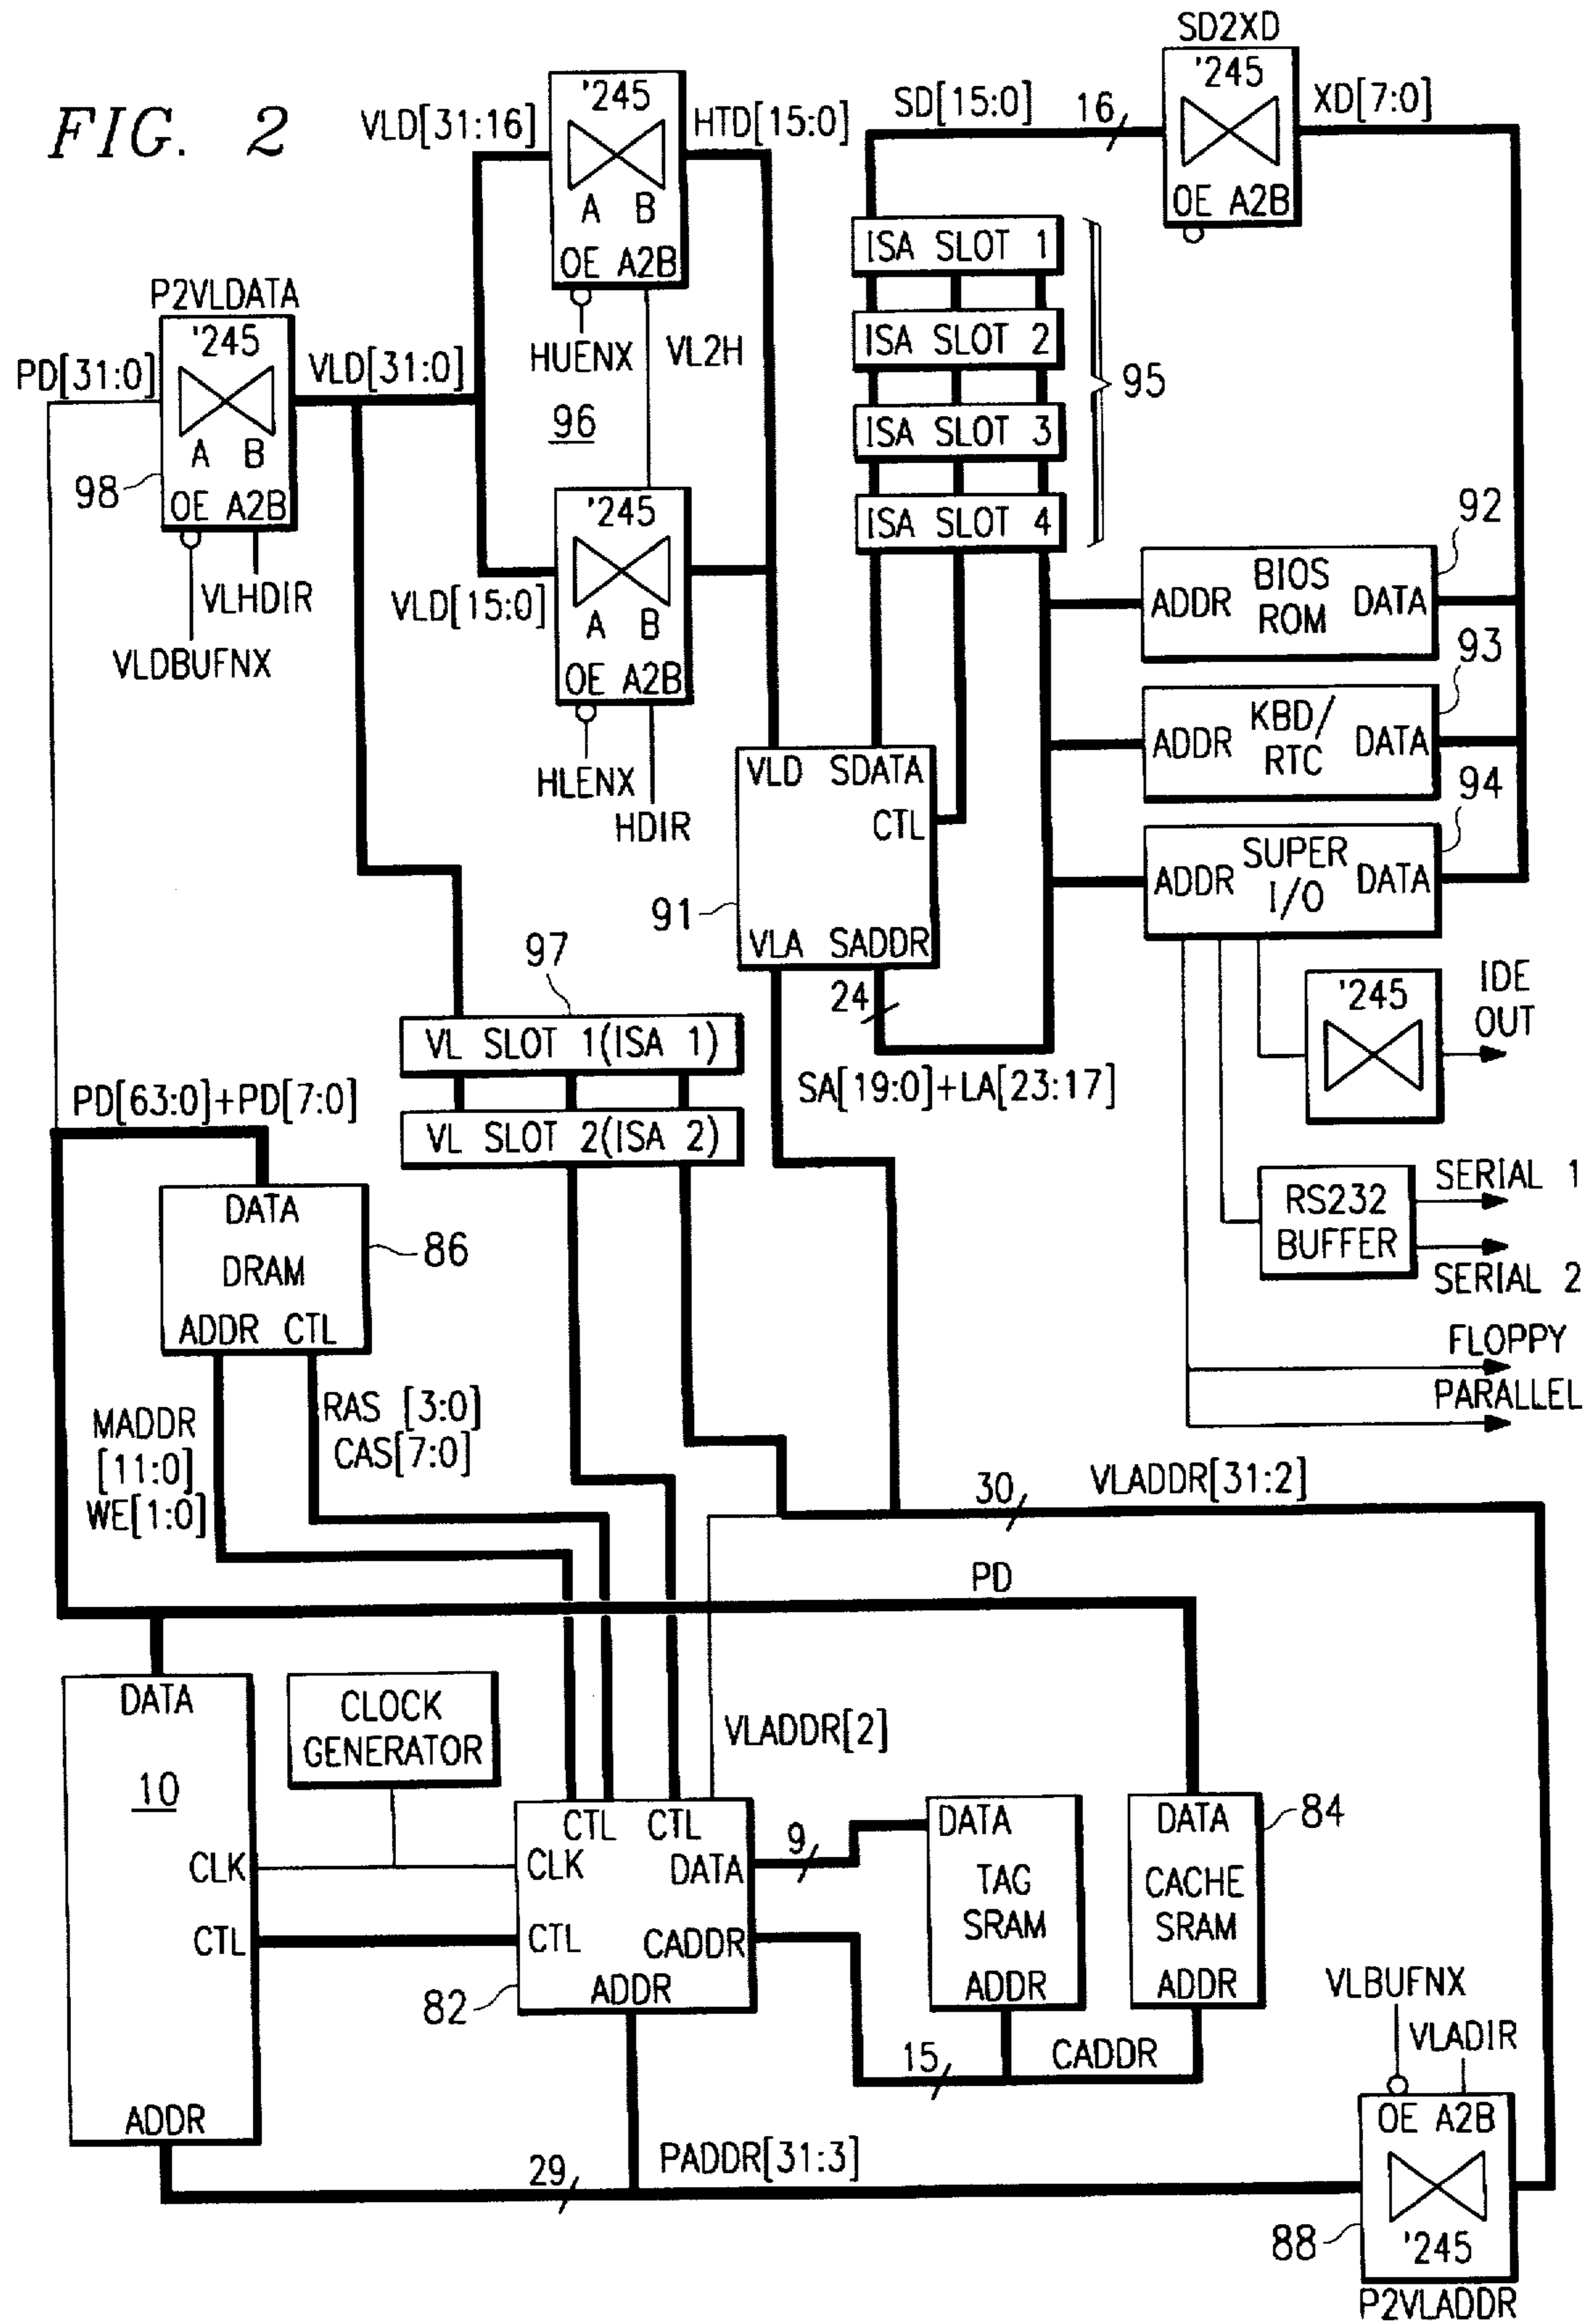 FIG. 2
SD2XD
'245
OE A2B
SD[15:0]
16
XD[7:0]
VLD[31:16]
'245
A B
OE A2B
HTD[15:0]
HUENX
VL2H
96
P2VLDATA
'245
A B
OE A2B
PD[31:0]
VLD[31:0]
98
VLHDIR
VLDBUFNX
VLD[15:0]
'245
A B
OE A2B
HLENX
HDIR
ISA SLOT 1
ISA SLOT 2
ISA SLOT 3
ISA SLOT 4
95
92
ADDR BIOS ROM DATA
93
ADDR KBD/ RTC DATA
94
ADDR SUPER I/O DATA
VLD SDATA
CTL
91
VLA SADDR
24
SA[19:0]+LA[23:17]
'245
IDE
OUT
RS232
BUFFER
SERIAL 1
SERIAL 2
FLOPPY
PARALLEL
97
VL SLOT 1(ISA 1)
VL SLOT 2(ISA 2)
PD[63:0]+PD[7:0]
DATA
DRAM
ADDR CTL
86
MADDR
[11:0]
WE[1:0]
RAS [3:0]
CAS[7:0]
30
VLADDR[31:2]
PD
DATA
10
CLK
CTL
ADDR
CLOCK
GENERATOR
VLADDR[2]
CTL CTL
CLK
DATA
CTL
CADDR
ADDR
82
9
DATA
TAG
SRAM
ADDR
DATA
CACHE
SRAM
ADDR
84
15
CADDR
29
PADDR[31:3]
VLBUFNX
VLADIR
OE A2B
'245
88
P2VLADDR